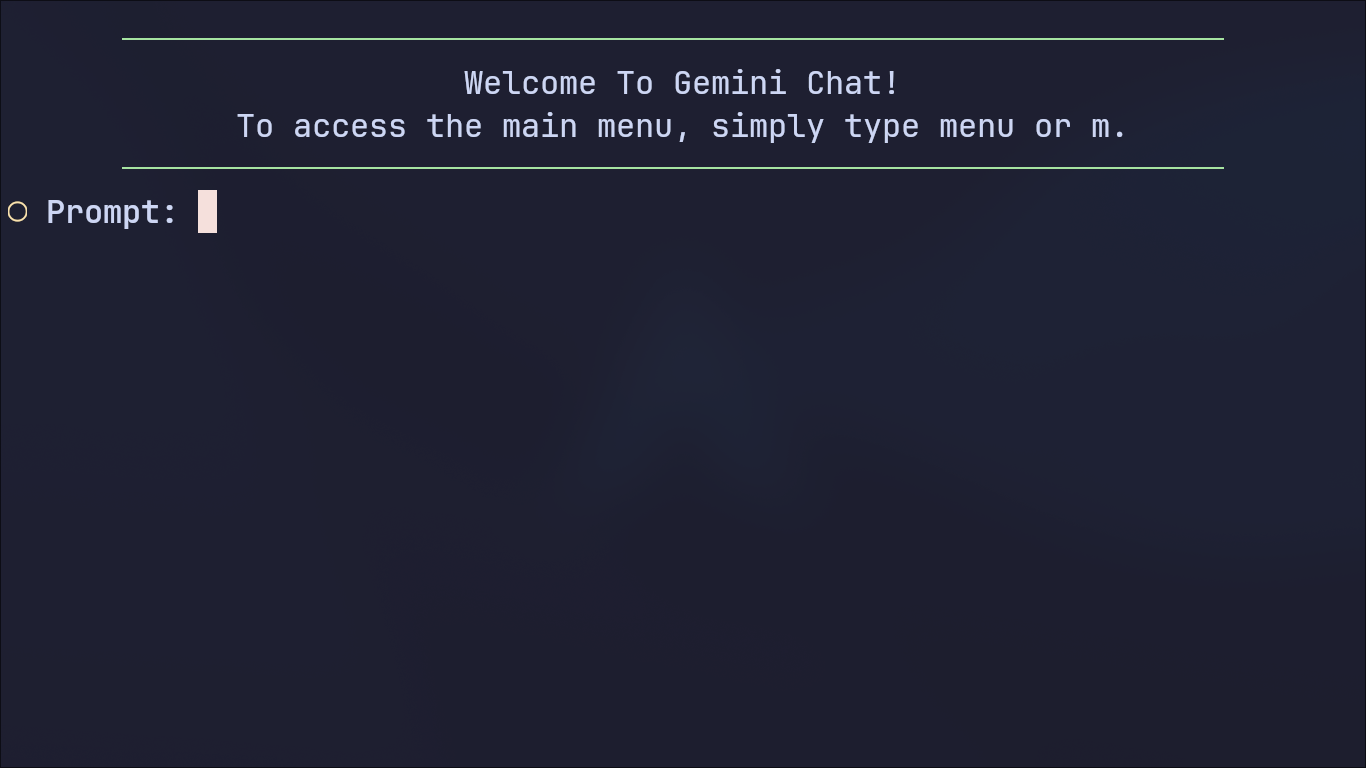 Welcome To Gemini Chat!
To access the main menu, simply type menu or m.
Prompt: